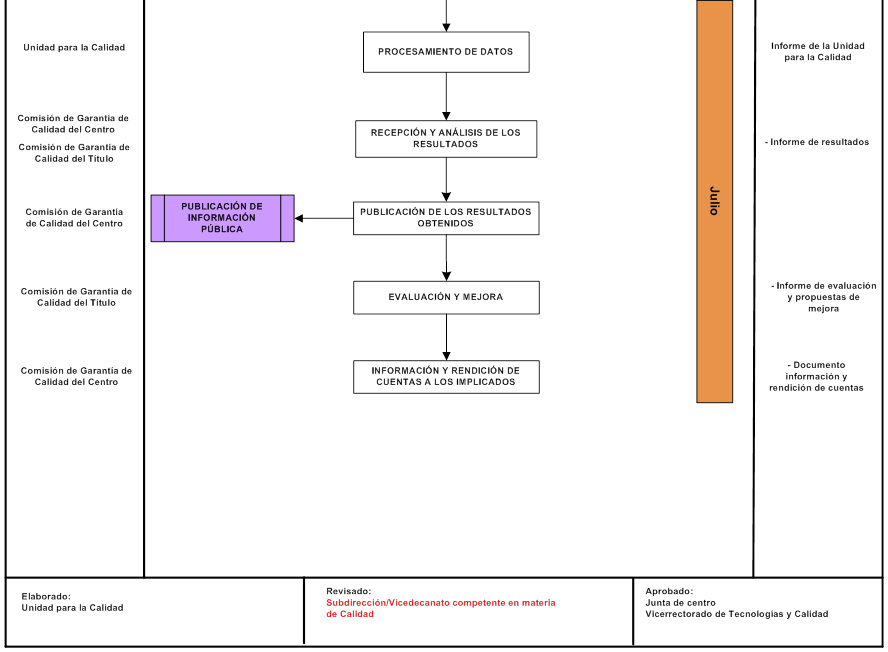 Unidad para la Calidad
PROCESAMIENTO DE DATOS
Informe de la Unidad
para la Calidad
Comisión de Garantía de
Calidad del Centro
Comisión de Garantía de
Calidad del Título
RECEPCIÓN Y ANÁLISIS DE LOS
RESULTADOS
- Informe de resultados
Comisión de Garantía
de Calidad del Centro
PUBLICACIÓN DE
INFORMACIÓN
PÚBLICA
PUBLICACIÓN DE LOS RESULTADOS
OBTENIDOS
Julio
Comisión de Garantía de
Calidad del Título
EVALUACIÓN Y MEJORA
- Informe de evaluación
y propuestas de
mejora
Comisión de Garantía de
Calidad del Centro
INFORMACIÓN Y RENDICIÓN DE
CUENTAS A LOS IMPLICADOS
- Documento
información y
rendición de cuentas
Elaborado:
Unidad para la Calidad
Revisado:
Subdirección/Vicedecanato competente en materia
de Calidad
Aprobado:
Junta de centro
Vicerrectorado de Tecnologías y Calidad